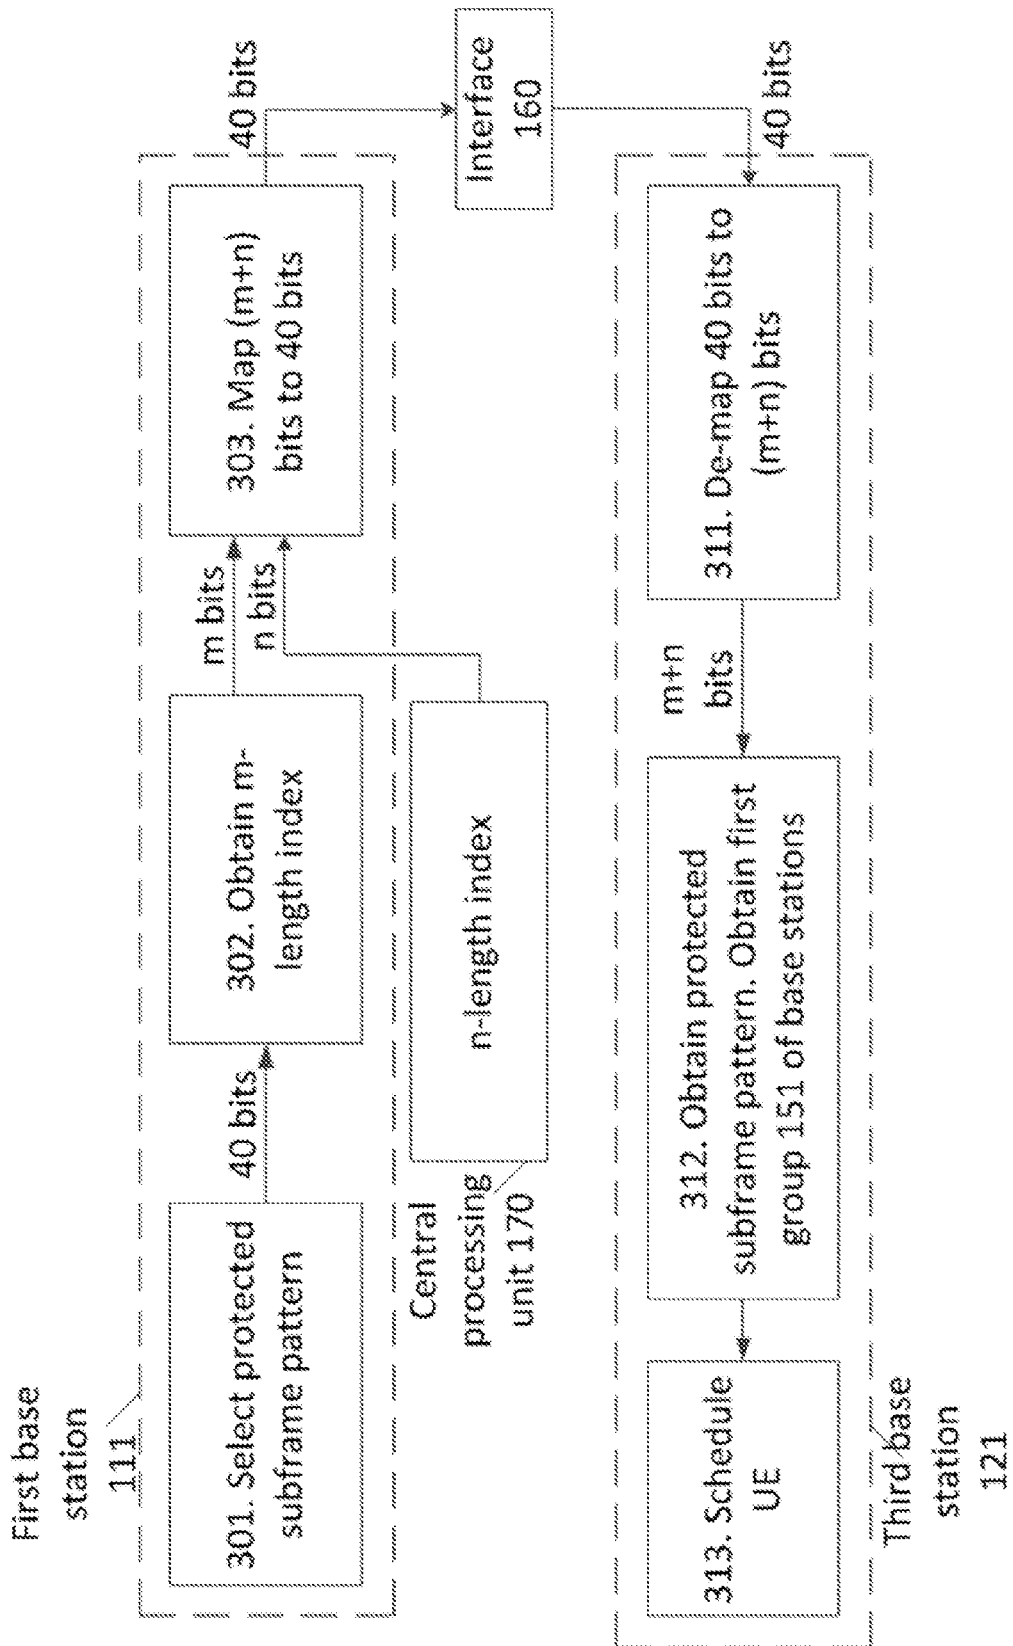 First base
station
111
301. Select protected
subframe pattern
40 bits
302. Obtain m-
length index
m bits
n bits
303. Map (m+n)
bits to 40 bits
40 bits
Central
processing
unit 170
n-length index
Interface
160
40 bits
311. De-map 40 bits to
(m+n) bits
m+n
bits
312. Obtain protected
subframe pattern. Obtain first
group 151 of base stations
313. Schedule
UE
Third base
station
121